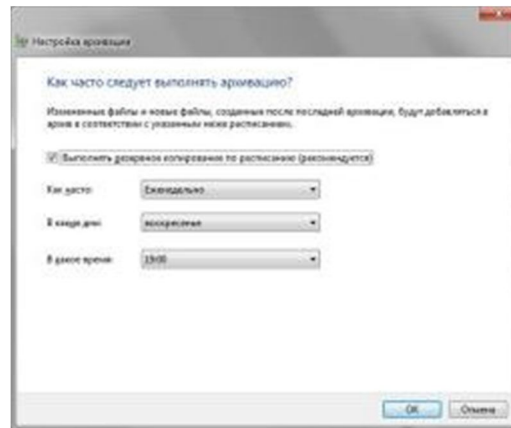 Настройка архивации
Как часто следует выполнять архивацию?
Измененные файлы и новые файлы, созданные после последней архивации, будут добавляться в
архив в соответствии с указанным ниже расписанием.
Выполнять резервное копирование по расписанию (рекомендуется)
Как часто:
Еженедельно
В какие дни:
воскресенье
В какое время:
19:00
ОК
Отмена